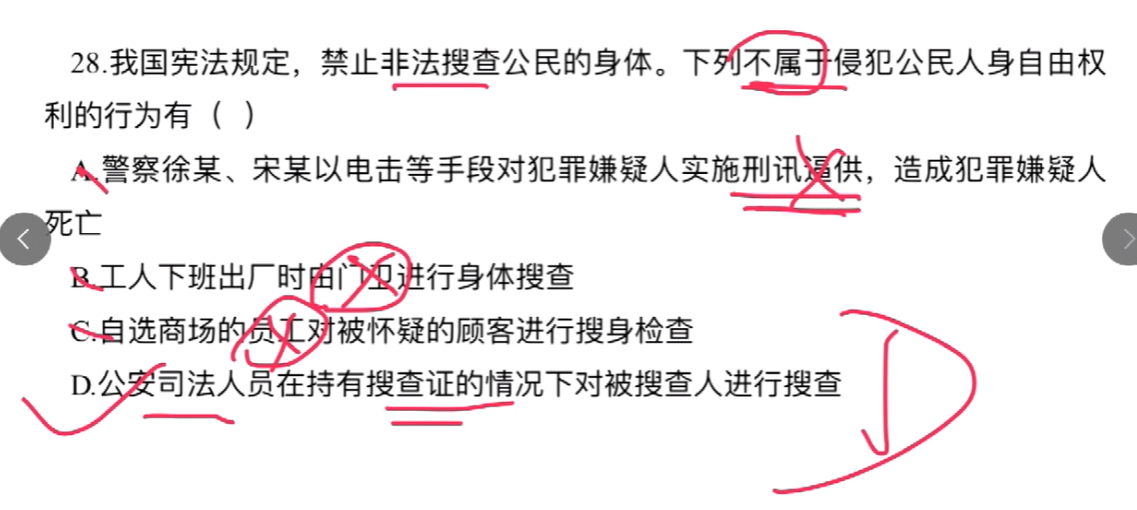 28.我国宪法规定，禁止非法搜查公民的身体。下列不属于侵犯公民人身自由权
利的行为有（ ）
A.警察徐某、宋某以电击等手段对犯罪嫌疑人实施刑讯逼供，造成犯罪嫌疑人
死亡
B.工人下班出厂时由门卫进行身体搜查
C.自选商场的员工对被怀疑的顾客进行搜身检查
D.公安司法人员在持有搜查证的情况下对被搜查人进行搜查
D